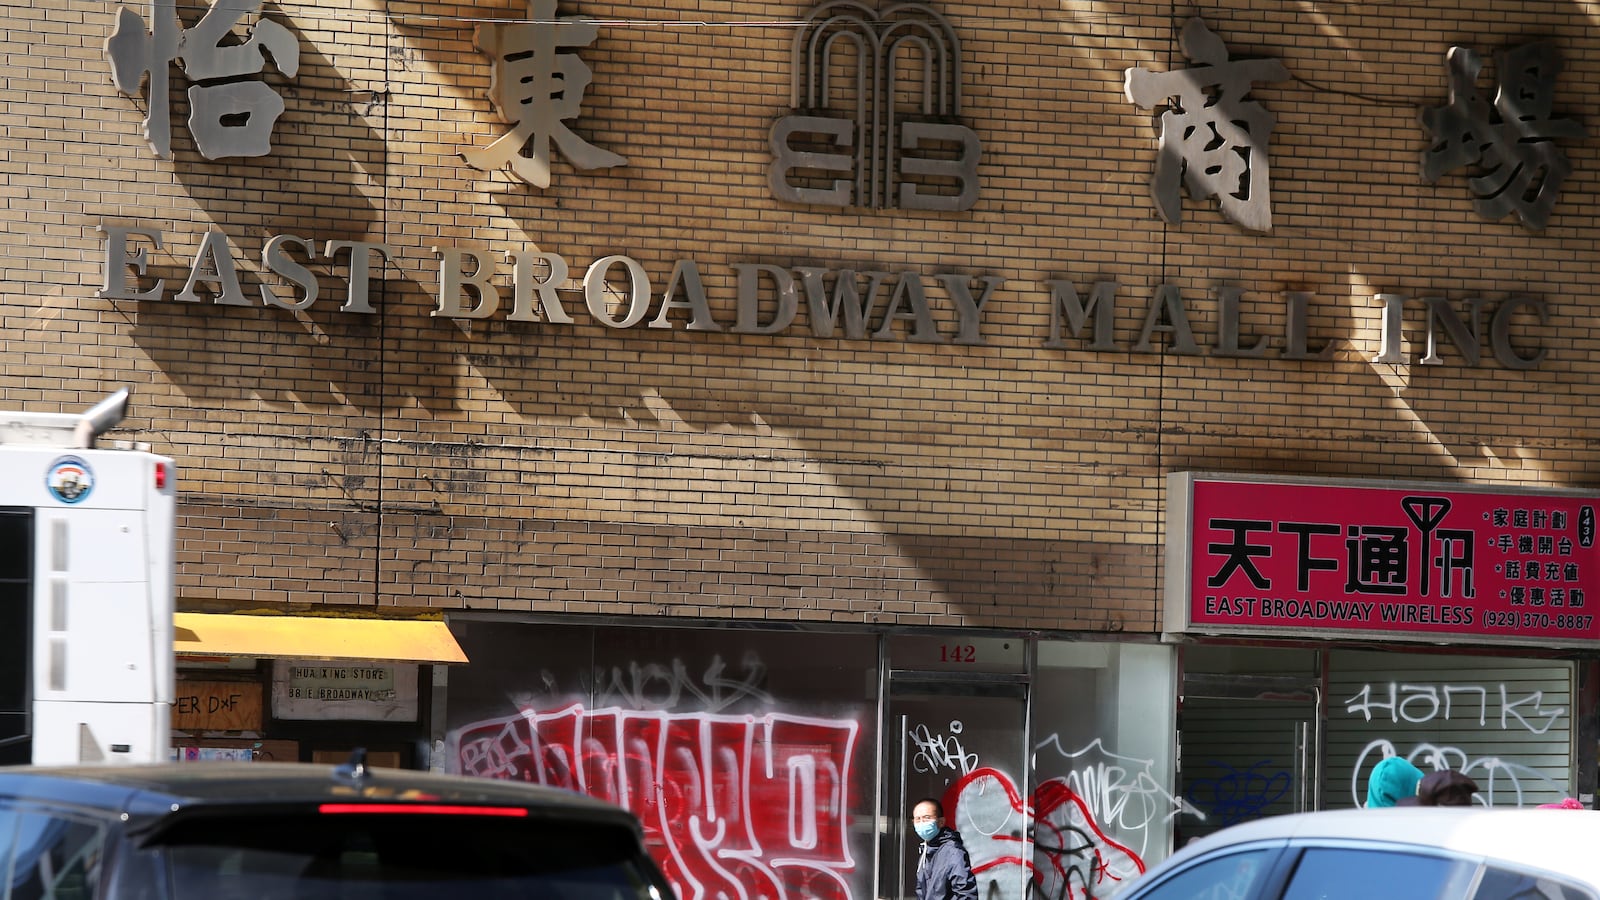 怡東商場
EAST BROADWAY MALL INC
天下通訊
EAST BROADWAY WIRELESS
*家庭計劃
*手機開台
*話費充值
*優惠活動
(929)370-8887
143A
142
HUA XING STORE
88 E BROADWAY
Hank